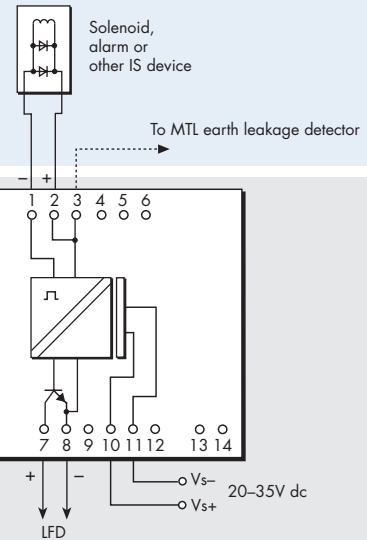 Solenoid,
alarm or
other IS device
To MTL earth leakage detector
– +
1 2 3 4 5 6
7 8 9 10 11 12 13 14
+ –
Vs–
20–35V dc
Vs+
LFD